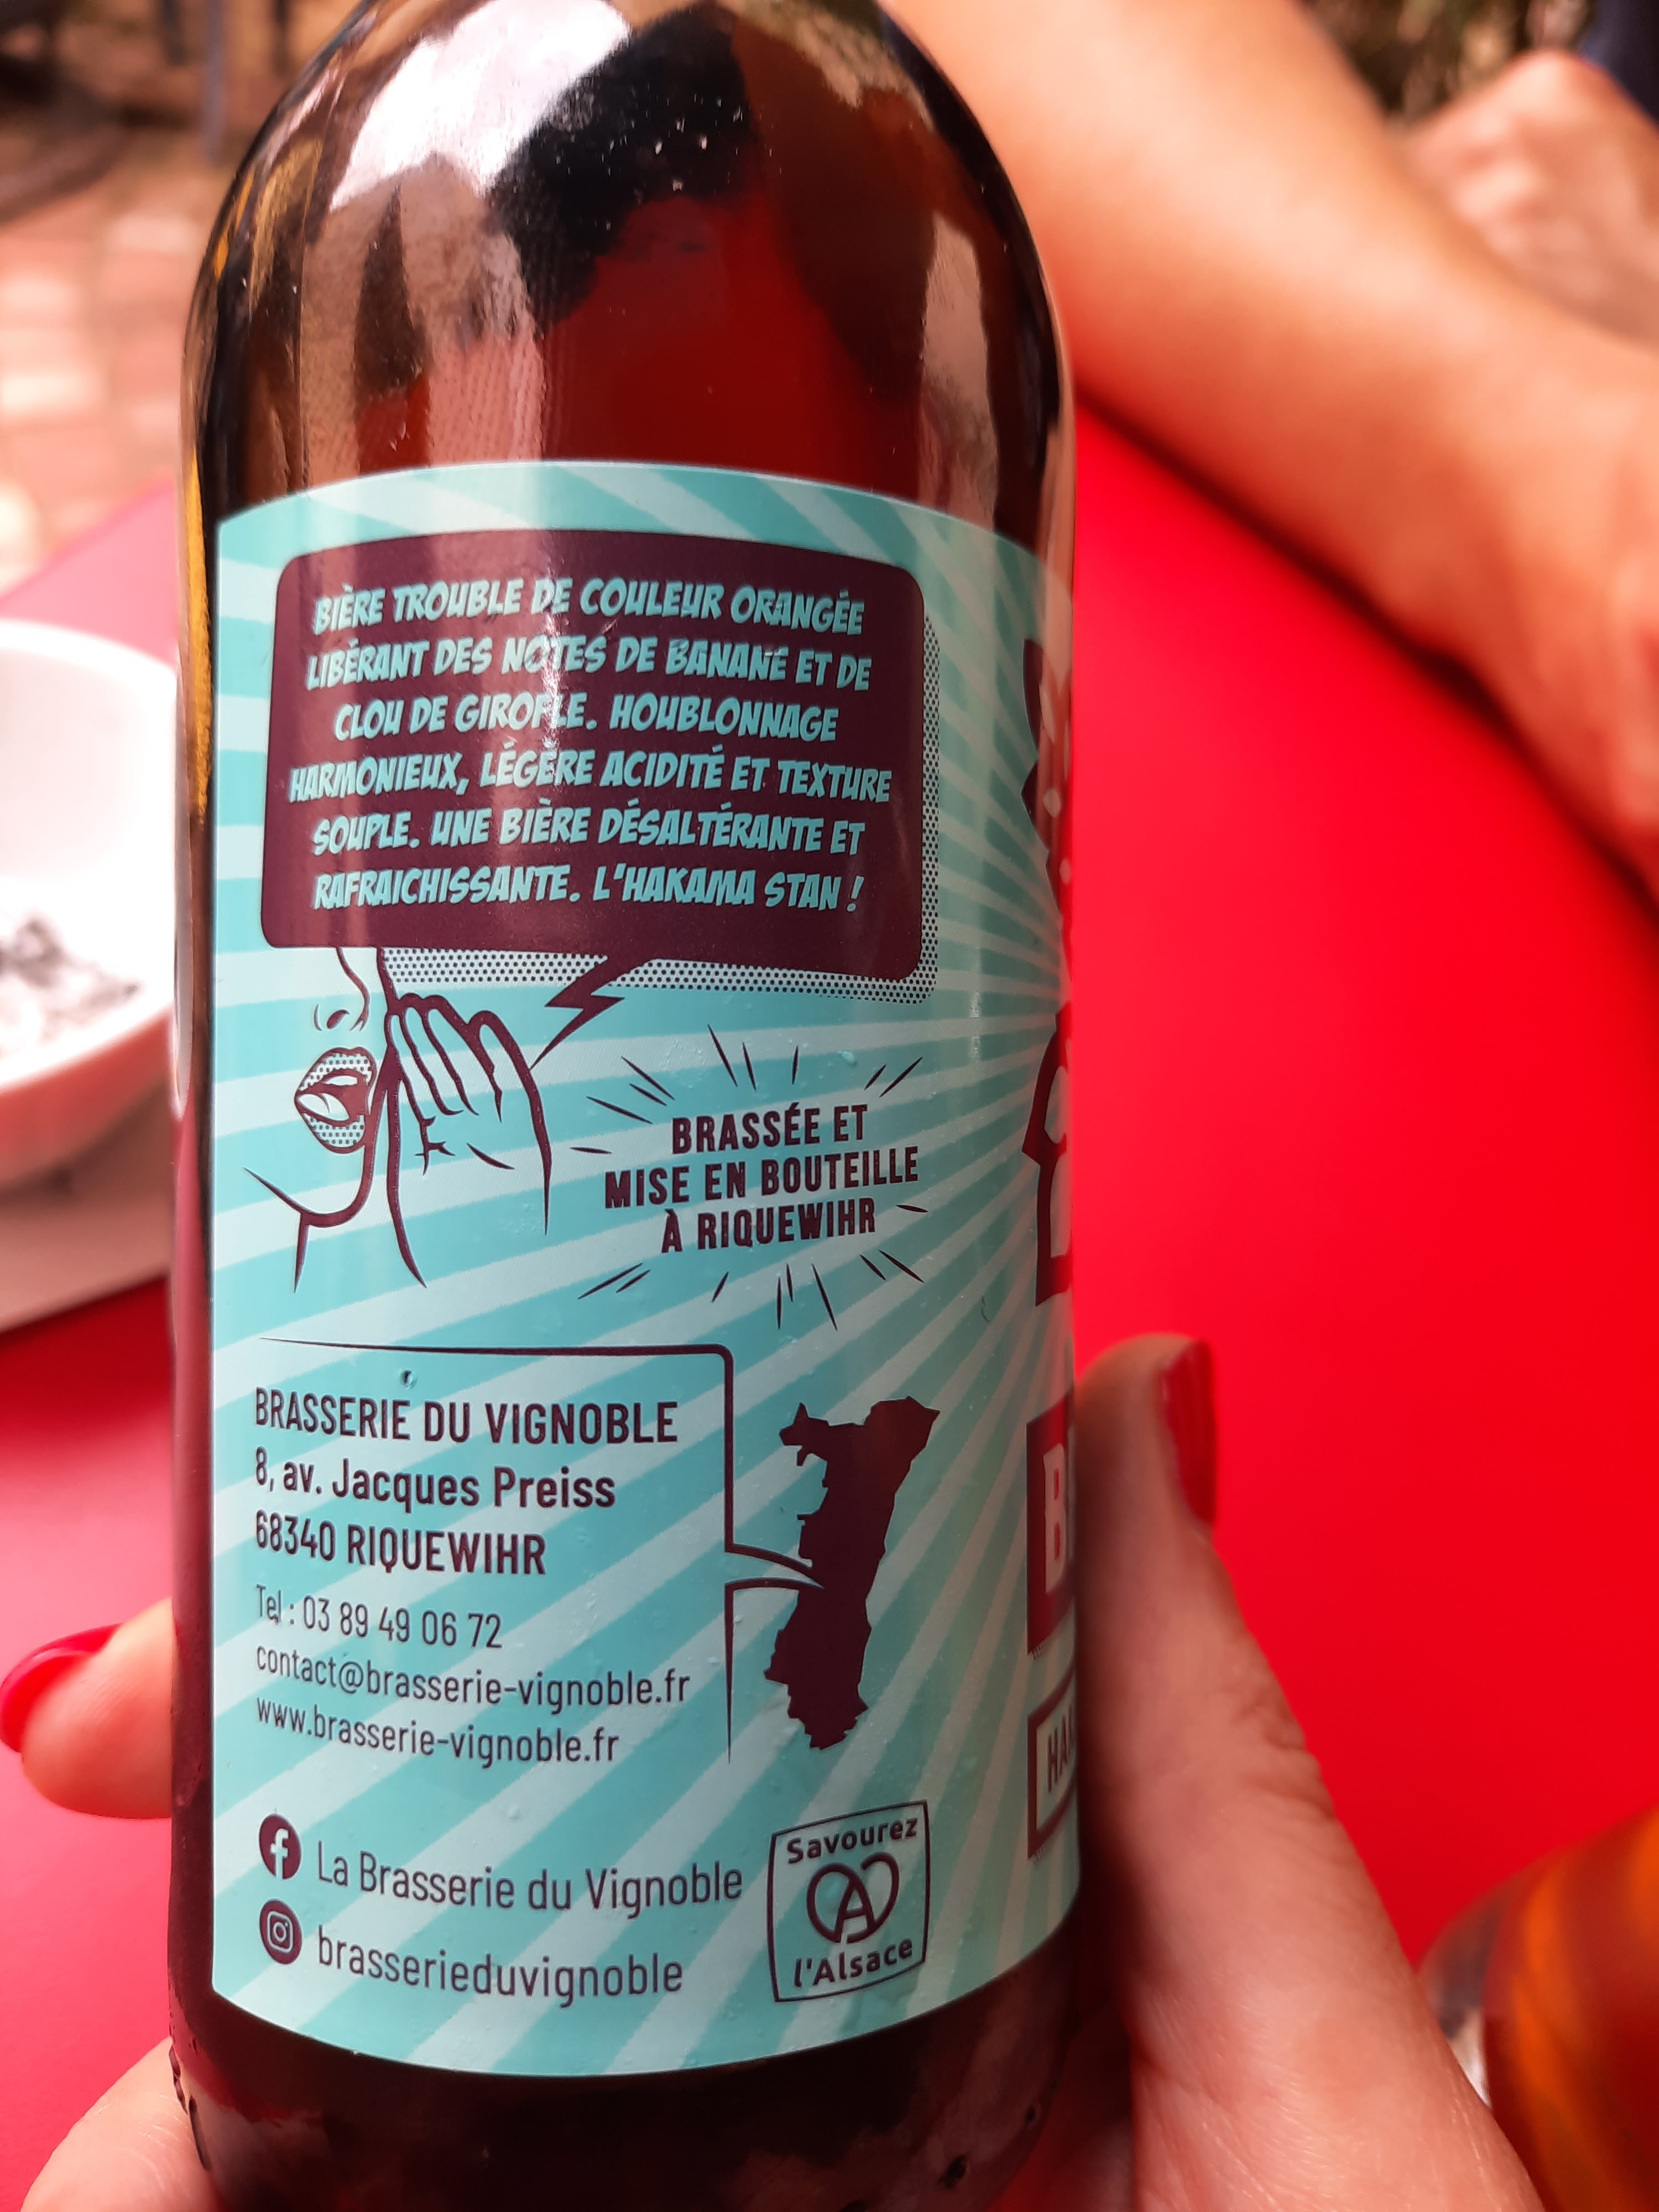 BIÈRE TROUBLE DE COULEUR ORANGÉE
LIBÉRANT DES NOTES DE BANANE ET DE
CLOU DE GIROFLE. HOUBLONNAGE
HARMONIEUX, LÉGÈRE ACIDITÉ ET TEXTURE
SOUPLE. UNE BIÈRE DÉSALTÉRANTE ET
RAFRAICHISSANTE. L'HAKAMA STAN !
BRASSÉE ET
MISE EN BOUTEILLE
À RIQUEWIHR
BRASSERIE DU VIGNOBLE
8, av. Jacques Preiss
68340 RIQUEWIHR
Tel : 03 89 49 06 72
contact@brasserie-vignoble.fr
www.brasserie-vignoble.fr
La Brasserie du Vignoble
brasserieduvignoble
Savourez
l'Alsace